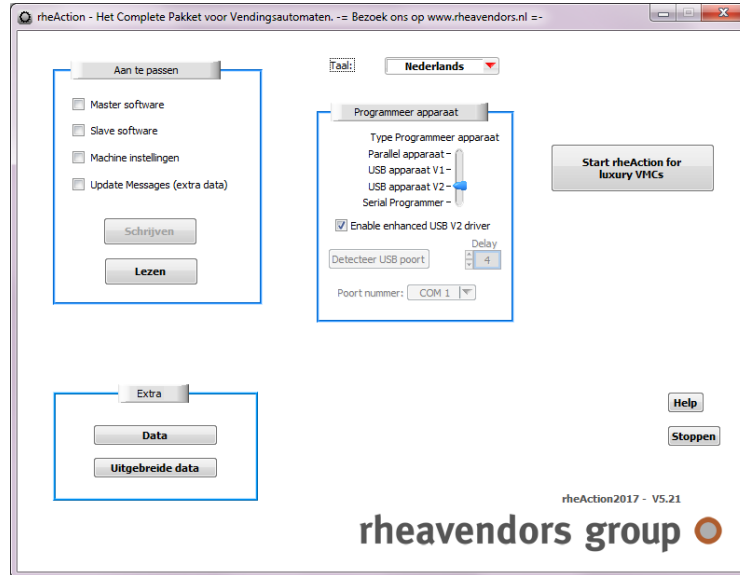 rheAction - Het Complete Pakket voor Vendingsautomaten. -= Bezoek ons op www.rheavendors.nl =-
Aan te passen
Master software
Slave software
Machine instellingen
Update Messages (extra data)
Schrijven
Lezen
Taal:
Nederlands
Programmeer apparaat
Type Programmeer apparaat
Parallel apparaat
USB apparaat V1
USB apparaat V2
Serial Programmer
Enable enhanced USB V2 driver
Delay
Detecteer USB poort
4
Poort nummer:
COM 1
Start rheAction for
luxury VMCs
Extra
Data
Uitgebreide data
Help
Stoppen
rheAction2017 - V5.21
rheavendors group